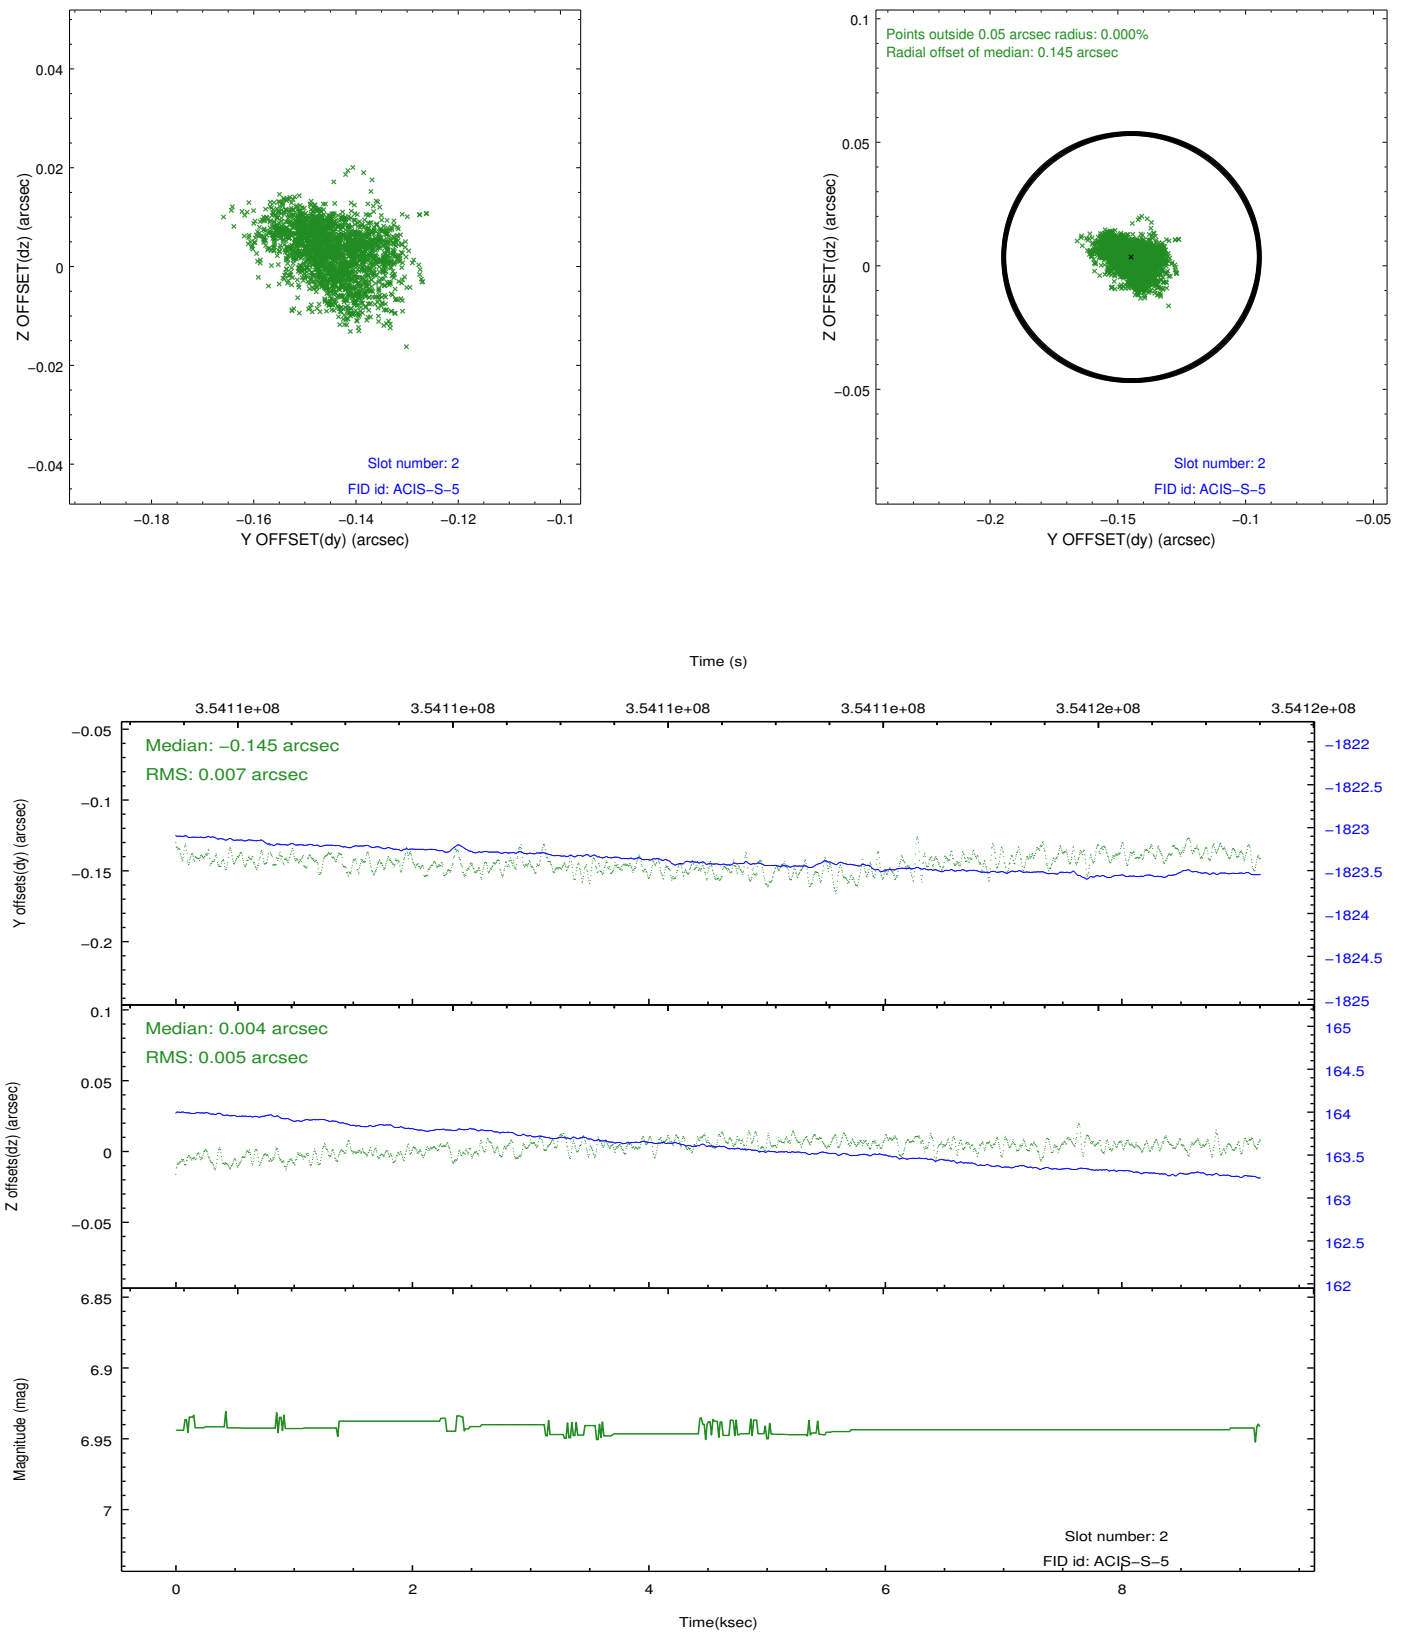 0.04
0.02
0
−0.02
−0.04
Z OFFSET(dz) (arcsec)
Slot number: 2
FID id: ACIS−S−5
−0.18
−0.16
−0.14
−0.12
−0.1
Y OFFSET(dy) (arcsec)
0.1
0.05
0
−0.05
Z OFFSET(dz) (arcsec)
Points outside 0.05 arcsec radius: 0.000%
Radial offset of median: 0.145 arcsec
Slot number: 2
FID id: ACIS−S−5
−0.2
−0.15
−0.1
−0.05
Y OFFSET(dy) (arcsec)
Time (s)
3.5411e+08
3.5411e+08
3.5411e+08
3.5411e+08
3.5412e+08
3.5412e+08
−0.05
−0.1
−0.15
−0.2
Y offsets(dy) (arcsec)
Median: −0.145 arcsec
RMS: 0.007 arcsec
−1822
−1822.5
−1823
−1823.5
−1824
−1824.5
−1825
0.1
0.05
0
−0.05
Z offsets(dz) (arcsec)
Median: 0.004 arcsec
RMS: 0.005 arcsec
165
164.5
164
163.5
163
162.5
162
6.85
6.9
6.95
7
Magnitude (mag)
Slot number: 2
FID id: ACIS−S−5
0
2
4
6
8
Time(ksec)